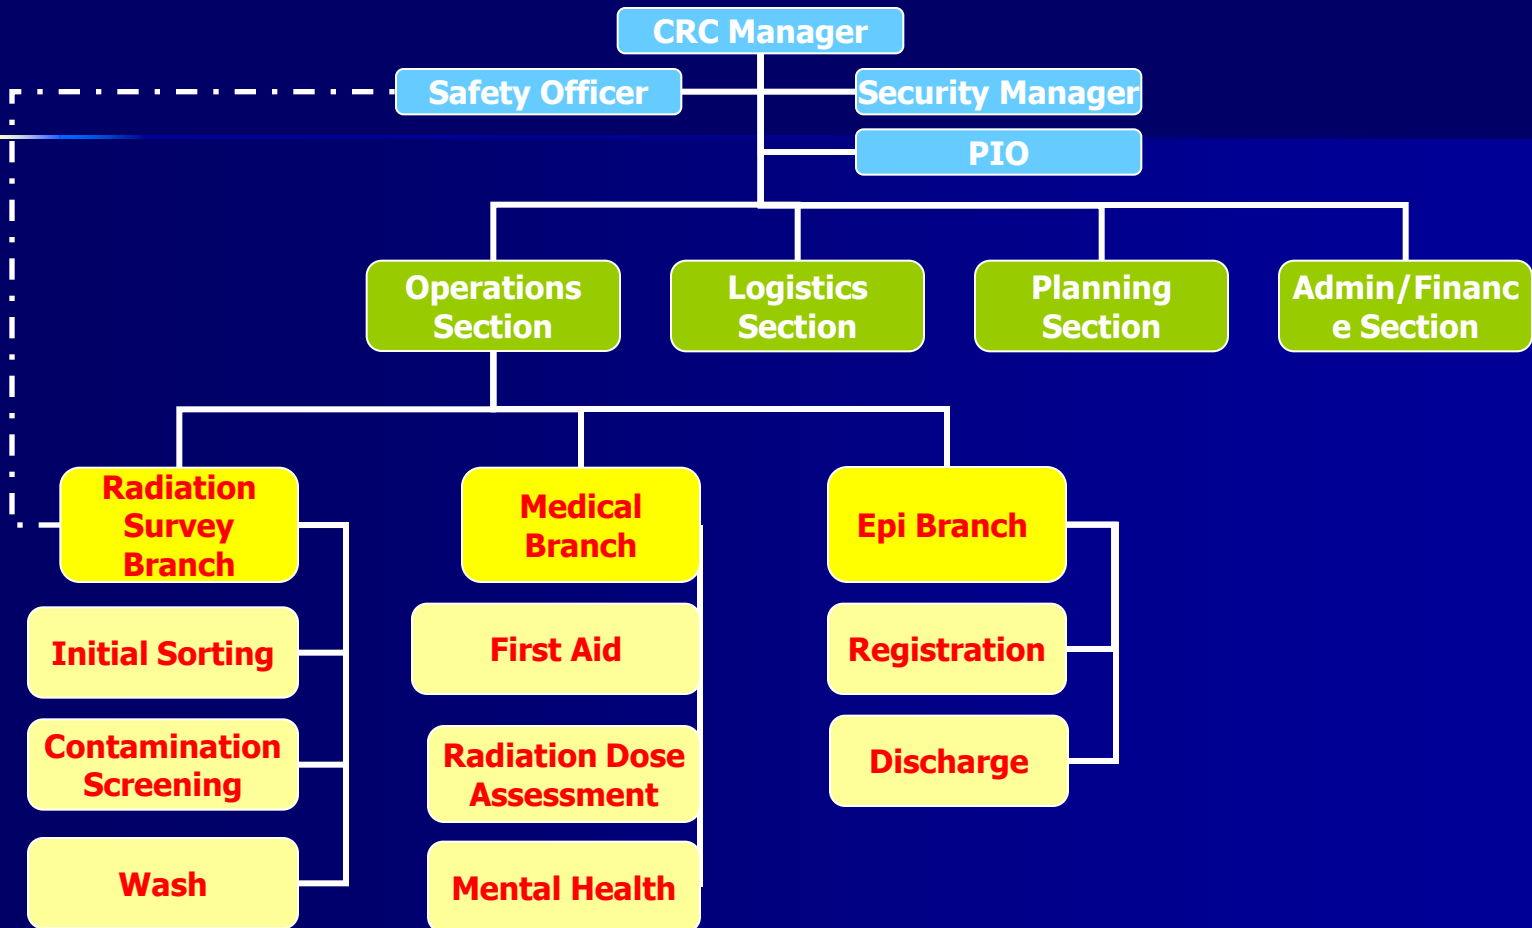 CRC Manager
Safety Officer
Security Manager
PIO
Operations
Section
Logistics
Section
Planning
Section
Admin/Financ
e Section
Radiation
Survey
Branch
Medical
Branch
Epi Branch
Initial Sorting
First Aid
Registration
Contamination
Screening
Radiation Dose
Assessment
Discharge
Wash
Mental Health